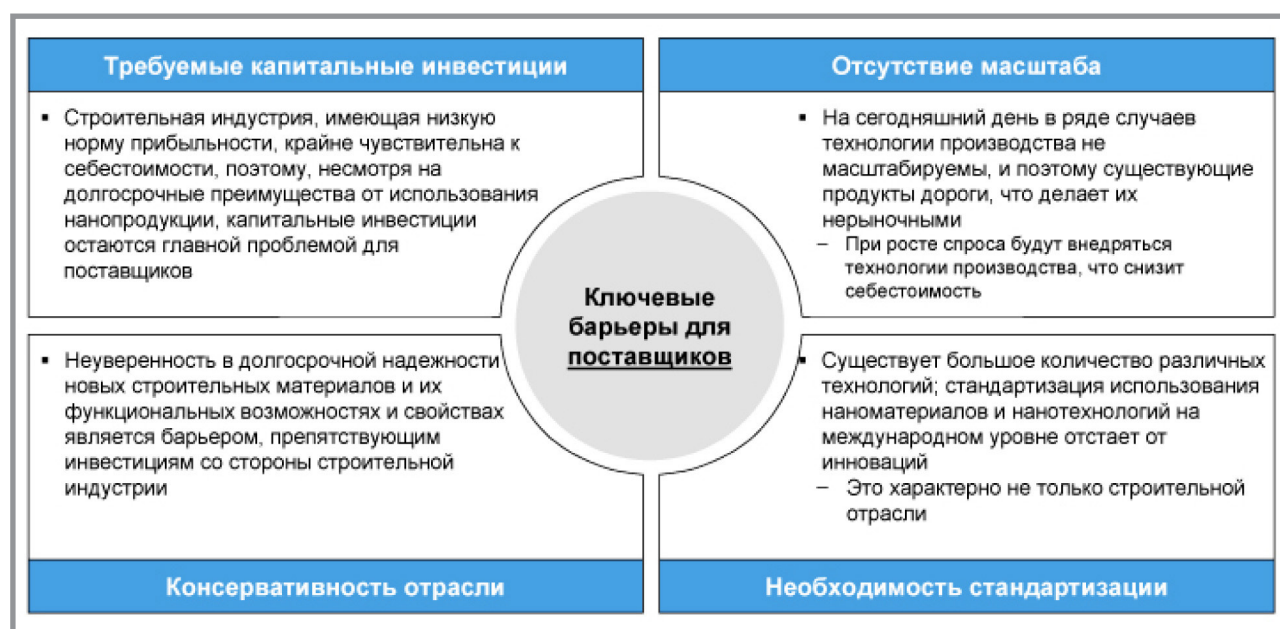 Требуемые капитальные инвестиции
▪ Строительная индустрия, имеющая низкую
норму прибыльности, крайне чувствительна к
себестоимости, поэтому, несмотря на
долгосрочные преимущества от использования
нанопродукции, капитальные инвестиции
остаются главной проблемой для
поставщиков
Отсутствие масштаба
▪ На сегодняшний день в ряде случаев
технологии производства не
масштабируемы, и поэтому существующие
продукты дороги, что делает их
нерыночными
– При росте спроса будут внедряться
технологии производства, что снизит
себестоимость
Ключевые
барьеры для
поставщиков
▪ Неуверенность в долгосрочной надежности
новых строительных материалов и их
функциональных возможностях и свойствах
является барьером, препятствующим
инвестициям со стороны строительной
индустрии
Консервативность отрасли
▪ Существует большое количество различных
технологий; стандартизация использования
наноматериалов и нанотехнологий на
международном уровне отстает от
инноваций
– Это характерно не только строительной
отрасли
Необходимость стандартизации